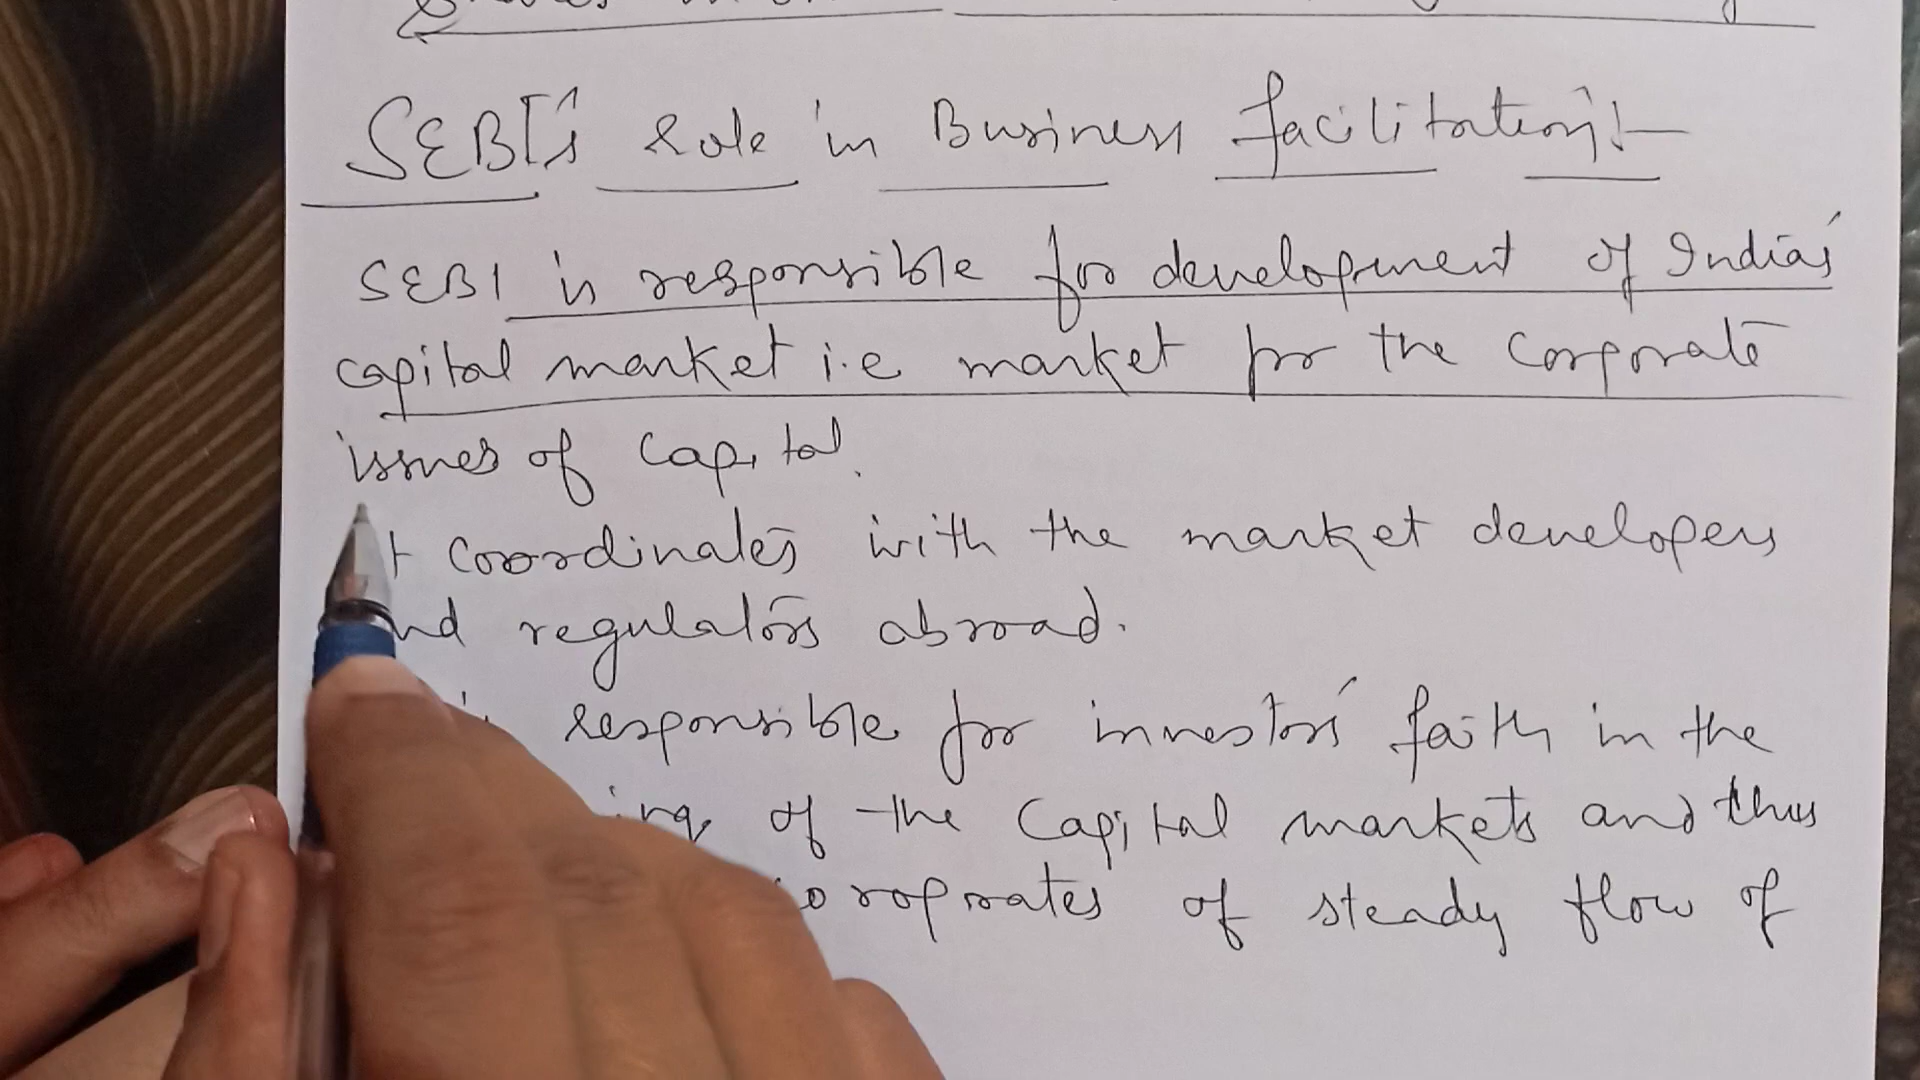 SEBI's Role in Business facilitation:-
SEBI is responsible for development of India's
capital market i.e market for the corporate
issues of capital.
coordinates with the market developers
regulators abroad.
responsible for investors' faith in the
of the Capital markets and thus
of steady flow of